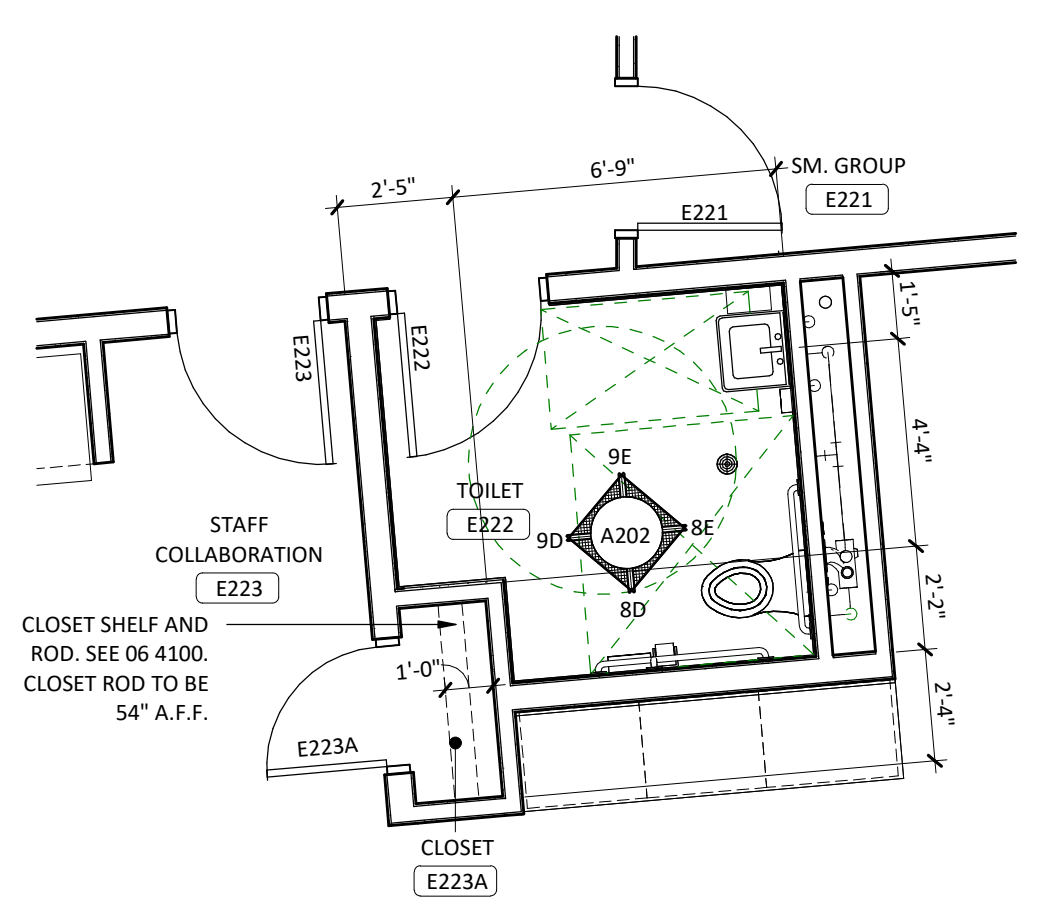 SM. GROUP
E221
6'-9"
2'-5"
E221
1'-5"
E223
E222
4'-4"
9E
TOILET
E222
9D
A202
8E
8D
STAFF
COLLABORATION
E223
2'-2"
CLOSET SHELF AND
ROD. SEE 06 4100.
CLOSET ROD TO BE
54" A.F.F.
1'-0"
2'-4"
E223A
CLOSET
E223A